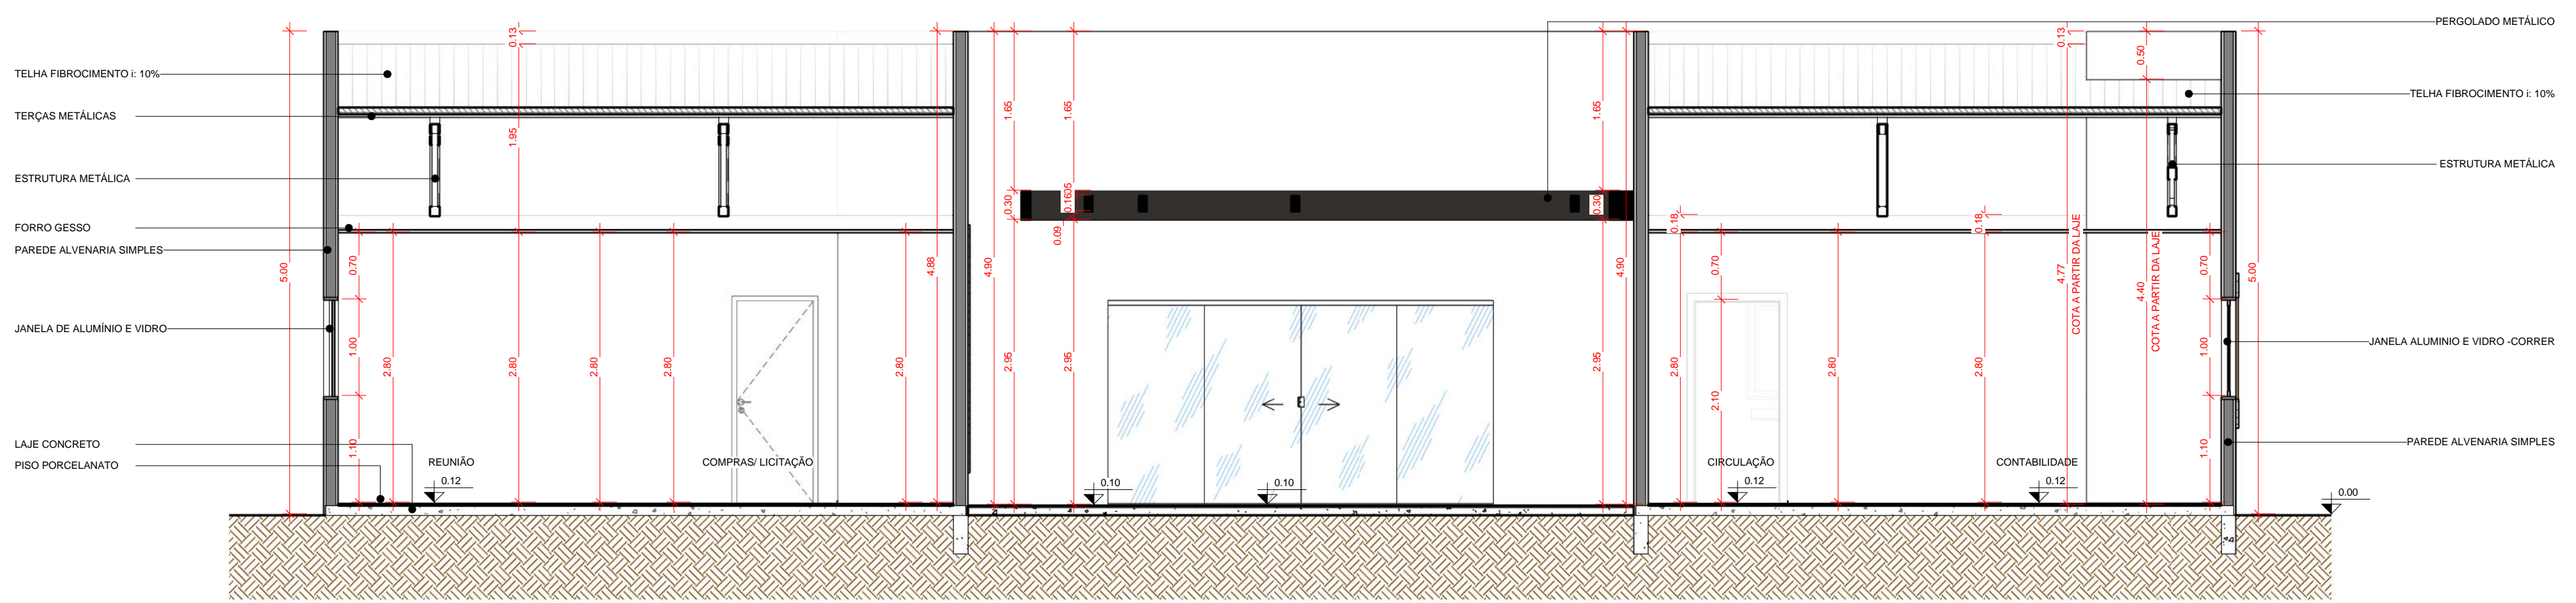 TELHA FIBROCIMENTO i: 10%
TERÇAS METÁLICAS
ESTRUTURA METÁLICA
FORRO GESSO
PAREDE ALVENARIA SIMPLES
JANELA DE ALUMÍNIO E VIDRO
LAJE CONCRETO
PISO PORCELANATO
5.00
0.70
1.00
1.10
2.80
0.13
1.95
2.80
2.80
2.80
2.80
4.88
REUNIÃO
0.12
COMPRAS/ LICITAÇÃO
4.90
1.65
0.30
2.95
1.65
0.05
0.16
0.09
2.95
0.10
0.10
1.65
0.30
2.95
4.90
0.18
2.80
0.70
2.10
CIRCULAÇÃO
0.12
2.80
0.18
2.80
CONTABILIDADE
0.12
0.13
4.77
COTA A PARTIR DA LAJE
0.50
4.40
COTA A PARTIR DA LAJE
0.70
1.00
1.10
5.00
0.00
PERGOLADO METÁLICO
TELHA FIBROCIMENTO i: 10%
ESTRUTURA METÁLICA
JANELA ALUMINIO E VIDRO -CORRER
PAREDE ALVENARIA SIMPLES